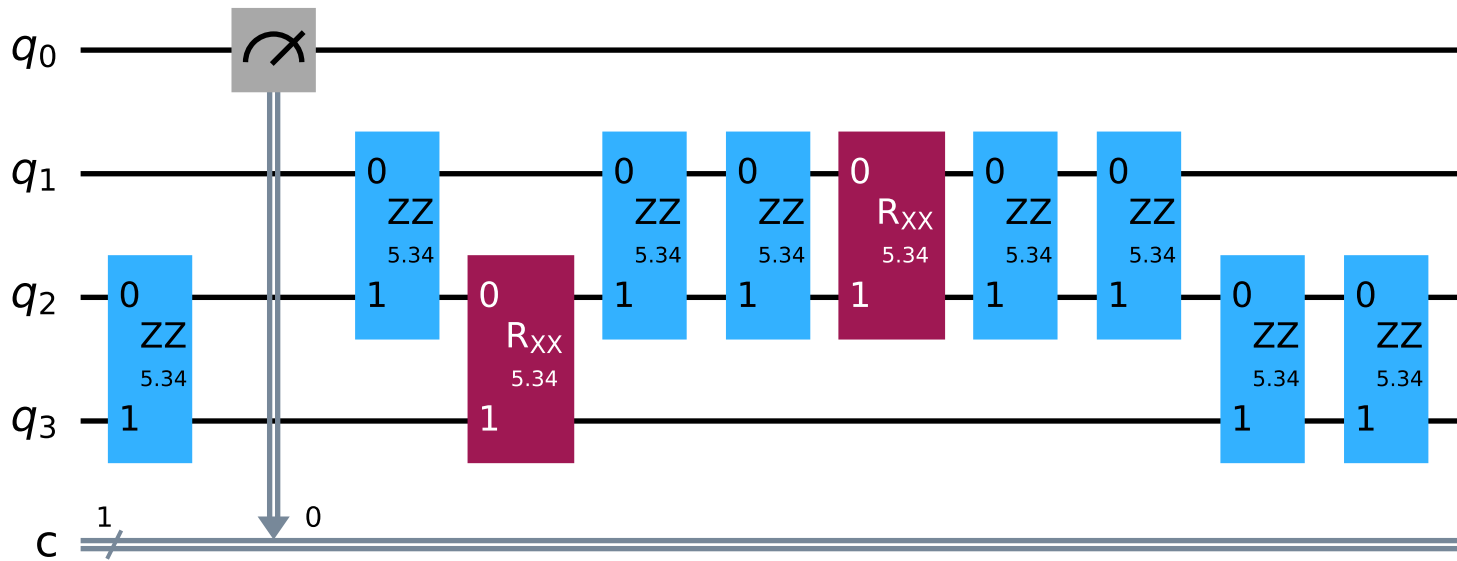 q0
0 0 0 0 0 0
q1
ZZ ZZ ZZ RXX ZZ ZZ
5.34 5.34 5.34 5.34 5.34 5.34
q2 0 1 0 1 1 1 1 1 0 0
ZZ RXX ZZ ZZ
5.34 5.34 5.34 5.34
q3 1 1 1 1
1 0
c